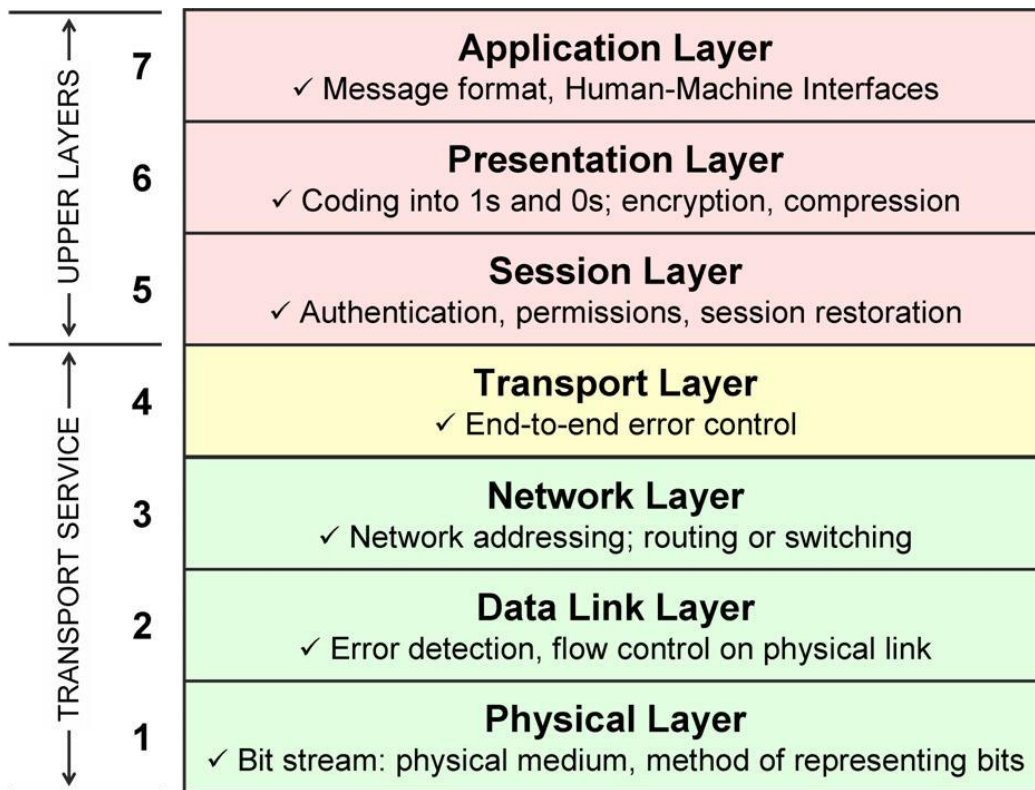 UPPER LAYERS
7
Application Layer
✓ Message format, Human-Machine Interfaces
6
Presentation Layer
✓ Coding into 1s and 0s; encryption, compression
5
Session Layer
✓ Authentication, permissions, session restoration
TRANSPORT SERVICE
4
Transport Layer
✓ End-to-end error control
3
Network Layer
✓ Network addressing; routing or switching
2
Data Link Layer
✓ Error detection, flow control on physical link
1
Physical Layer
✓ Bit stream: physical medium, method of representing bits